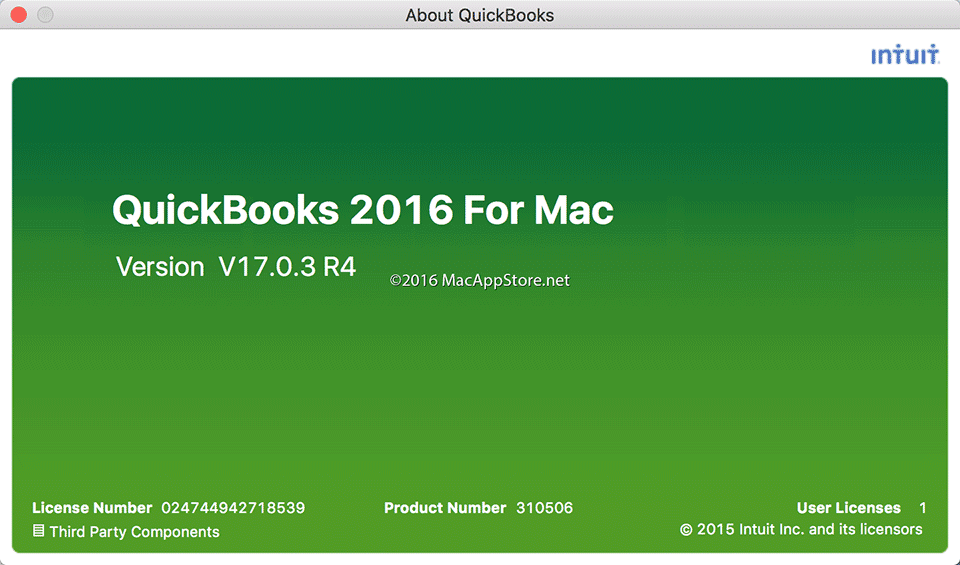 About QuickBooks
intuit
QuickBooks 2016 For Mac
Version V17.0.3 R4
©2016 MacAppStore.net
License Number 024744942718539 Product Number 310506 User Licenses 1
Third Party Components © 2015 Intuit Inc. and its licensors